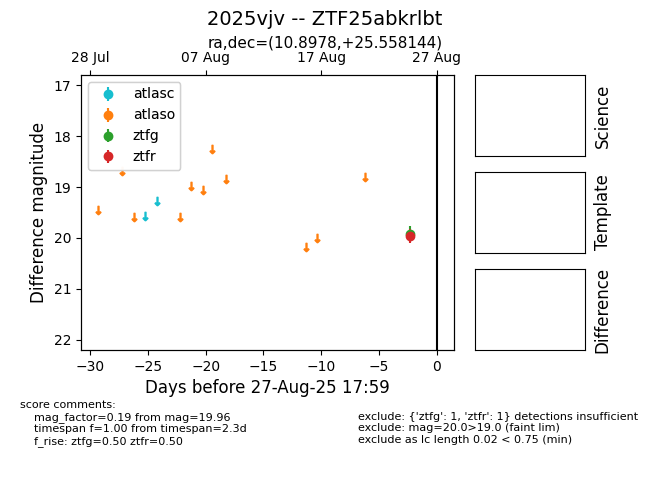 2025vjv -- ZTF25abkrlbt
ra,dec=(10.8978,+25.558144)
28 Jul
07 Aug
17 Aug
27 Aug
atlasc
atlaso
ztfg
ztfr
17
18
19
20
21
22
Difference magnitude
−30
−25
−20
−15
−10
−5
0
Days before 27-Aug-25 17:59
Science
Template
Difference
score comments:
mag_factor=0.19 from mag=19.96
timespan f=1.00 from timespan=2.3d
f_rise: ztfg=0.50 ztfr=0.50
exclude: {'ztfg': 1, 'ztfr': 1} detections insufficient
exclude: mag=20.0>19.0 (faint lim)
exclude as lc length 0.02 < 0.75 (min)